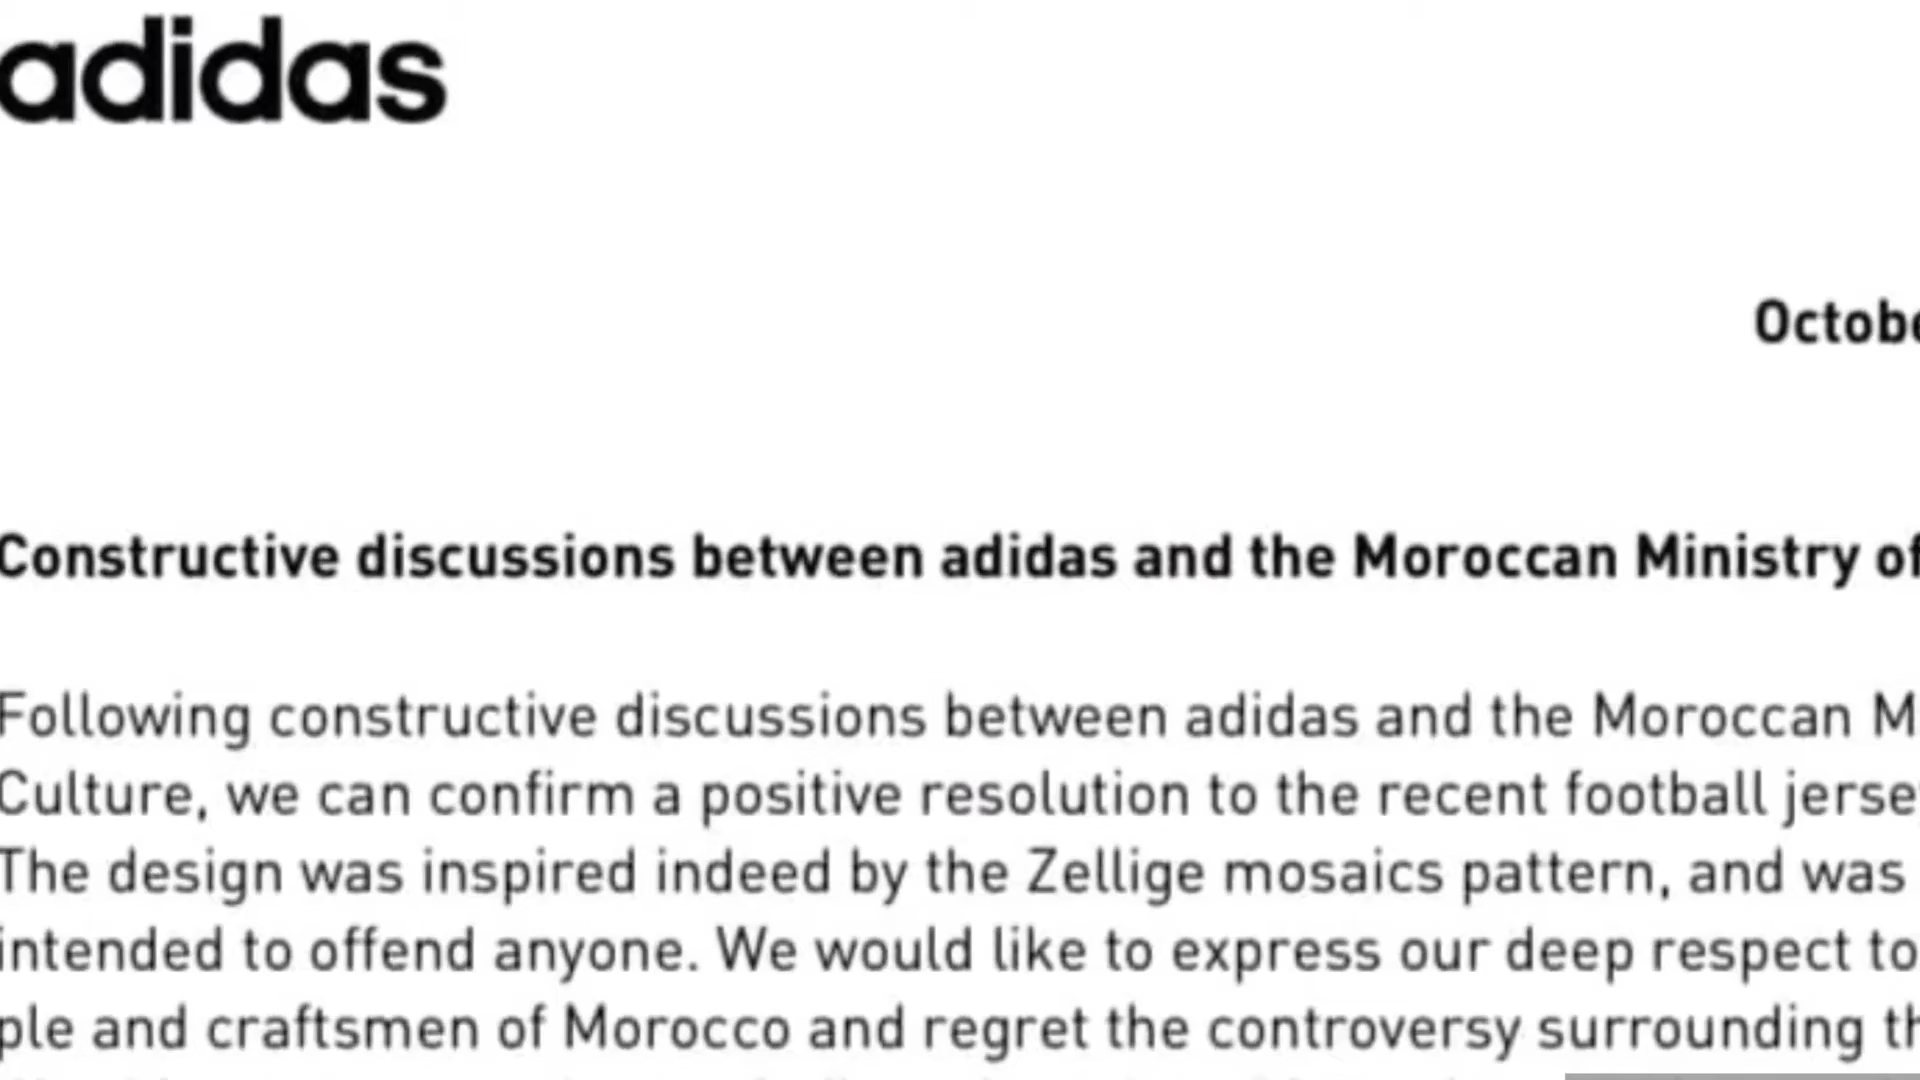 adidas
Octobe
Constructive discussions between adidas and the Moroccan Ministry of
Following constructive discussions between adidas and the Moroccan M
Culture, we can confirm a positive resolution to the recent football jerse
The design was inspired indeed by the Zellige mosaics pattern, and was
intended to offend anyone. We would like to express our deep respect to
ple and craftsmen of Morocco and regret the controversy surrounding th